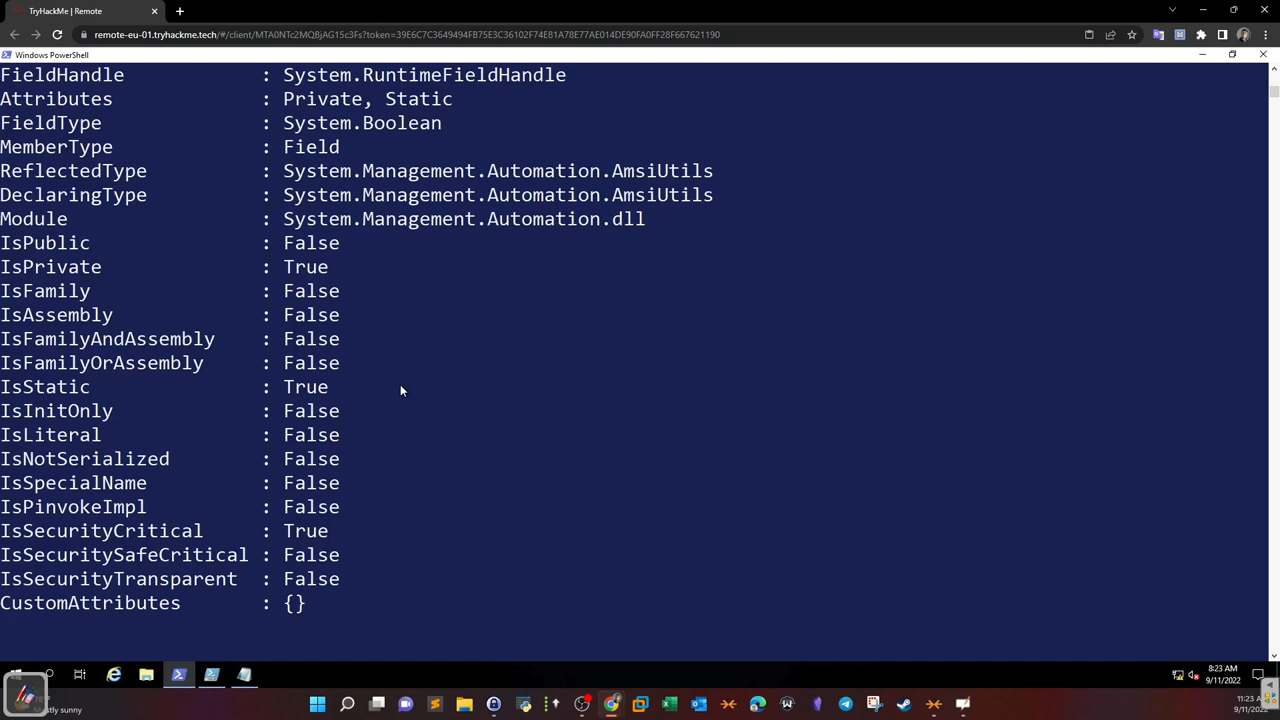 TryHackMe | Remote
remote-eu-01.tryhackme.tech/#/client/MTA0NTc2MQBjAG15c3Fs?token=39E6C7C3649494FB75E3C36102F74E81A78E77AE014DE90FA0FF28F667621190
Windows PowerShell
FieldHandle : System.RuntimeFieldHandle
Attributes : Private, Static
FieldType : System.Boolean
MemberType : Field
ReflectedType : System.Management.Automation.AmsiUtils
DeclaringType : System.Management.Automation.AmsiUtils
Module : System.Management.Automation.dll
IsPublic : False
IsPrivate : True
IsFamily : False
IsAssembly : False
IsFamilyAndAssembly : False
IsFamilyOrAssembly : False
IsStatic : True
IsInitOnly : False
IsLiteral : False
IsNotSerialized : False
IsSpecialName : False
IsPinvokeImpl : False
IsSecurityCritical : True
IsSecuritySafeCritical : False
IsSecurityTransparent : False
CustomAttributes : {}
8:23 AM
9/11/2022
11:23 AM
9/11/2022
sunny